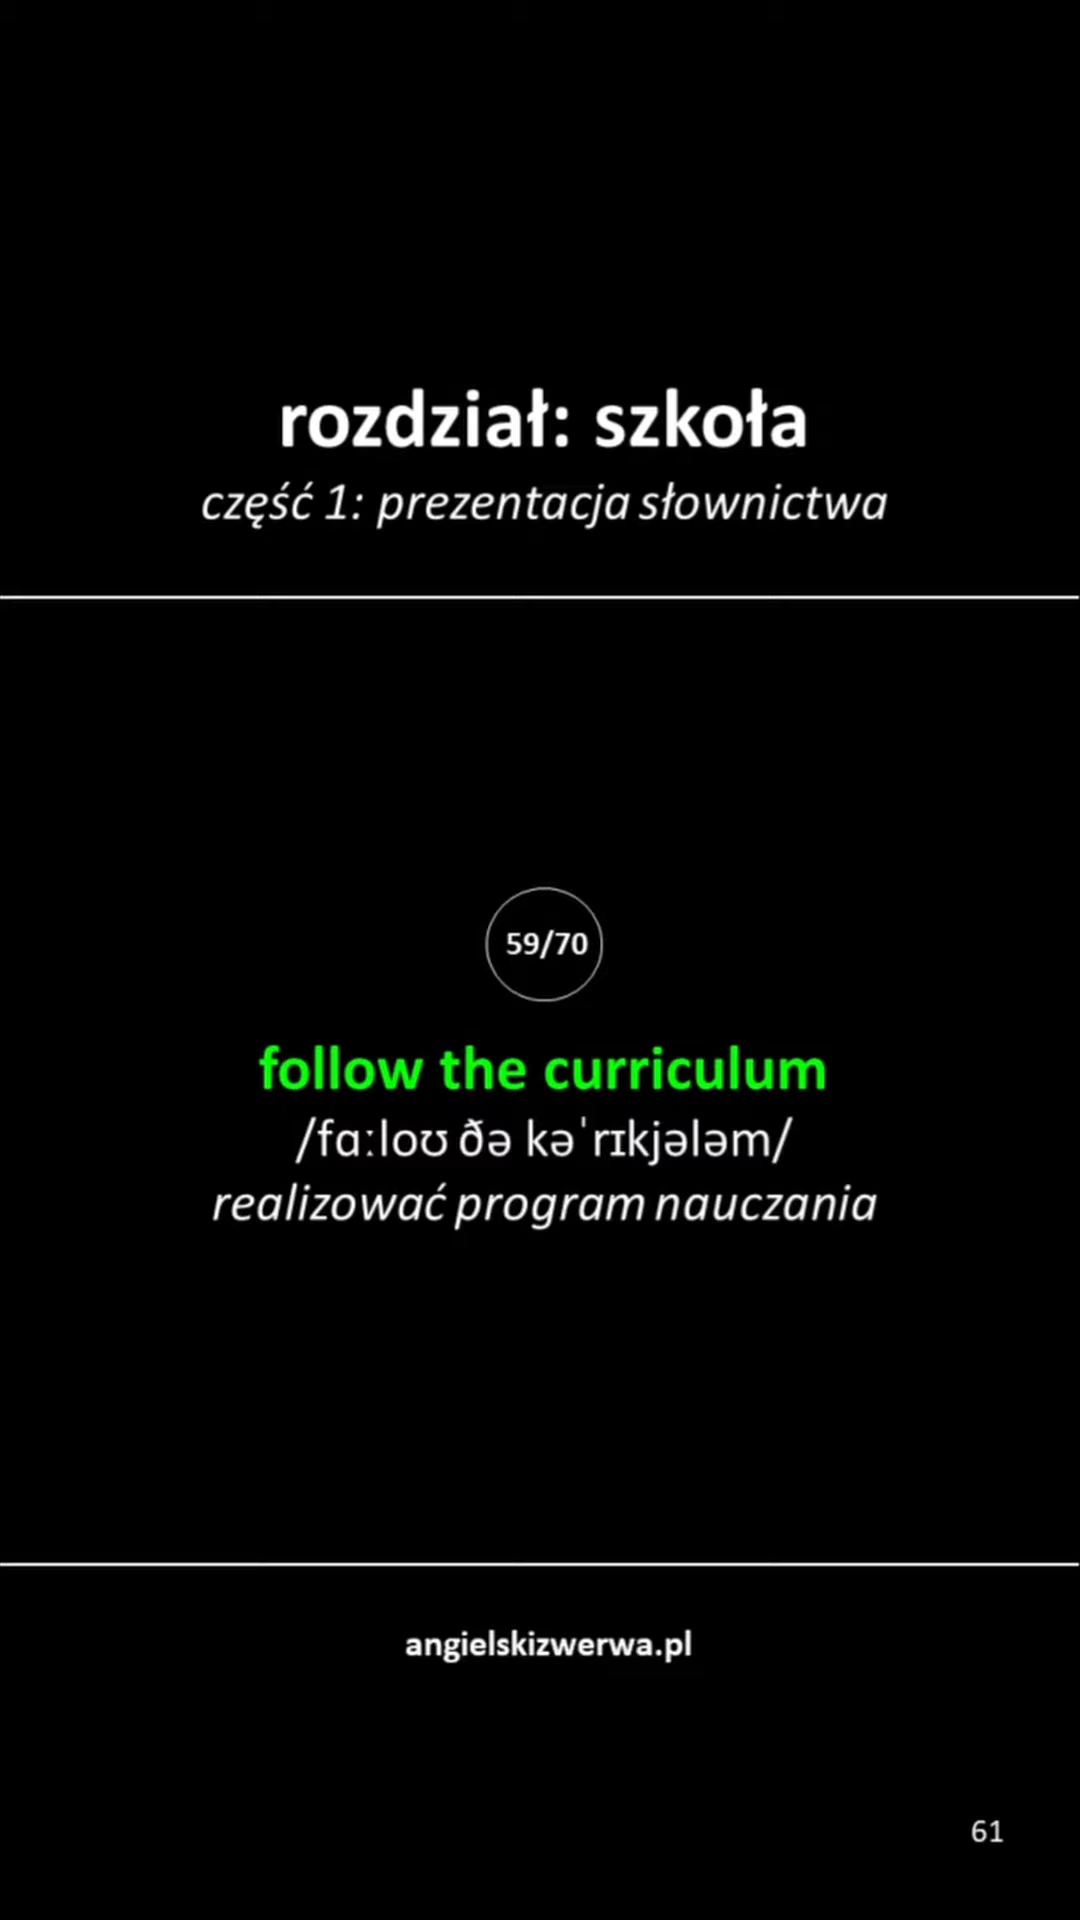 rozdział: szkoła
część 1: prezentacja słownictwa
59/70
follow the curriculum
/fɑːloʊ ðə kəˈrɪkjələm/
realizować program nauczania
angielskizwerwa.pl
61